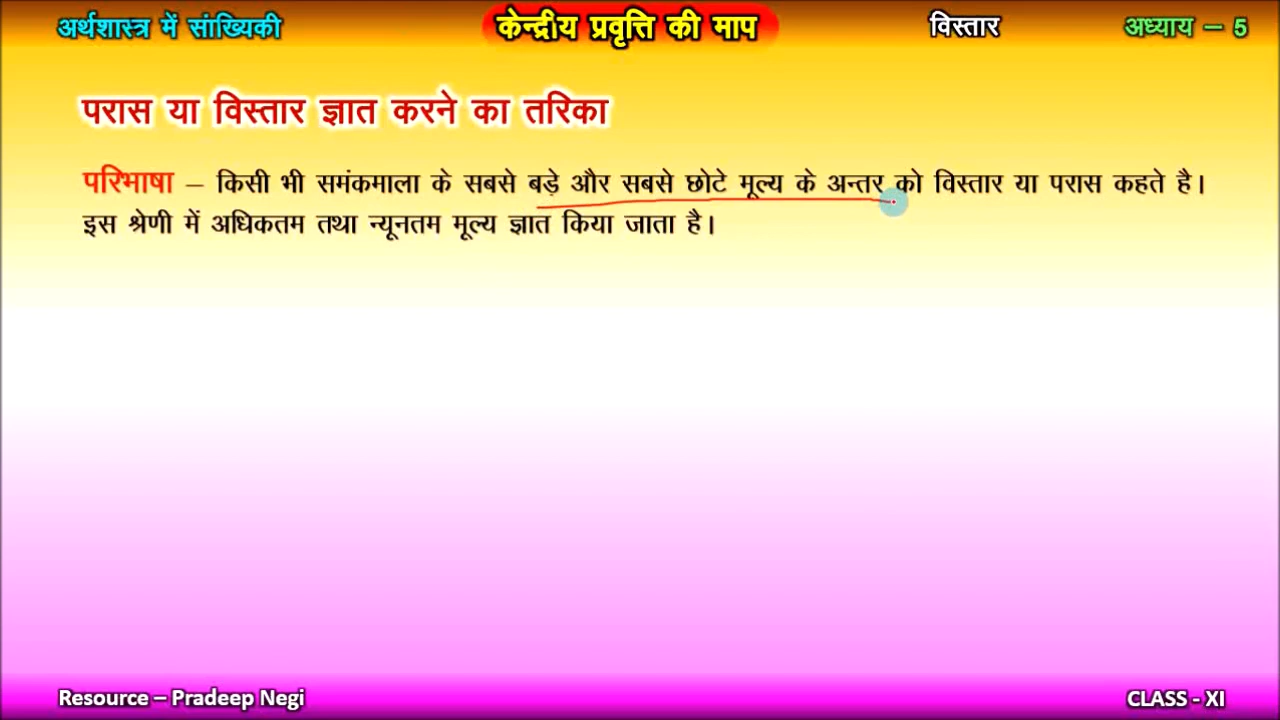 अर्थशास्त्र में सांख्यिकी केन्द्रीय प्रवृत्ति की माप विस्तार अध्याय – 5
परास या विस्तार ज्ञात करने का तरिका
परिभाषा – किसी भी समंकमाला के सबसे बड़े और सबसे छोटे मूल्य के अन्तर को विस्तार या परास कहते है।
इस श्रेणी में अधिकतम तथा न्यूनतम मूल्य ज्ञात किया जाता है।
Resource – Pradeep Negi CLASS - XI